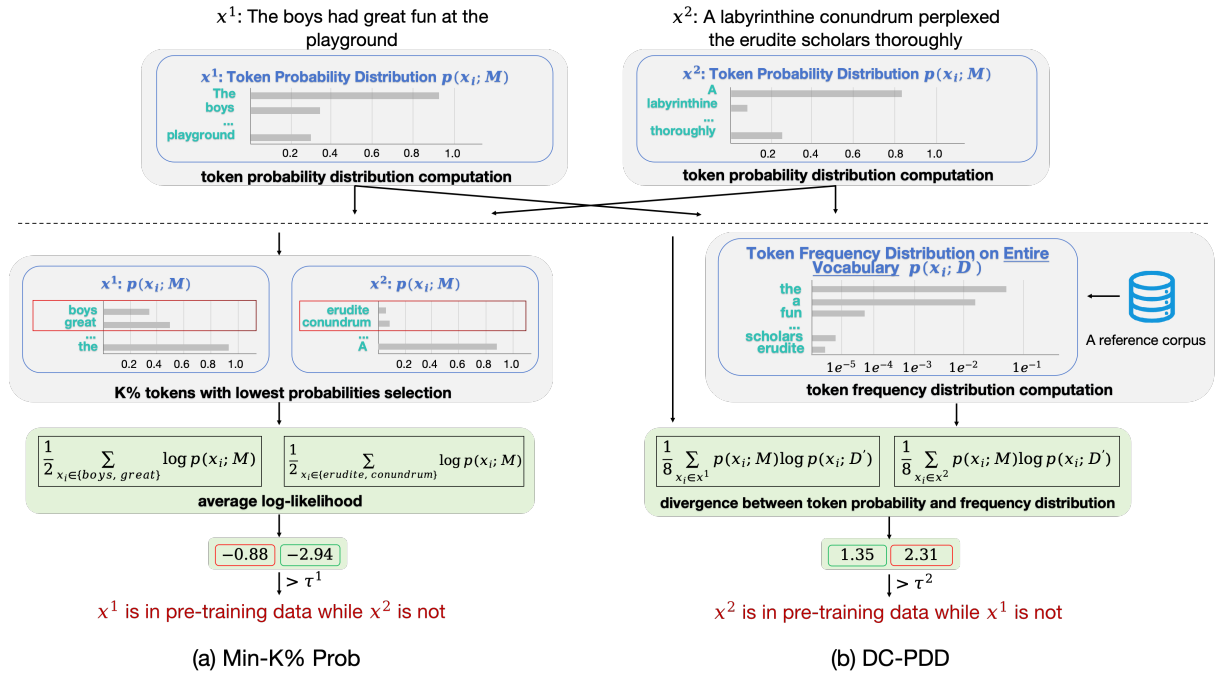 x¹: The boys had great fun at the
playground
x²: A labyrinthine conundrum perplexed
the erudite scholars thoroughly
x¹: Token Probability Distribution p(xᵢ; M)
The
boys
...
playground
0.2 0.4 0.6 0.8 1.0
token probability distribution computation
x²: Token Probability Distribution p(xᵢ; M)
A
labyrinthine
...
thoroughly
0.2 0.4 0.6 0.8 1.0
token probability distribution computation
x¹: p(xᵢ; M)
boys
great
...
the
0.2 0.4 0.6 0.8 1.0
x²: p(xᵢ; M)
erudite
conundrum
...
A
0.2 0.4 0.6 0.8 1.0
K% tokens with lowest probabilities selection
1/2 ∑ xᵢ∈{boys, great} log p(xᵢ; M)
1/2 ∑ xᵢ∈{erudite, conundrum} log p(xᵢ; M)
average log-likelihood
−0.88 −2.94
> τ¹
x¹ is in pre-training data while x² is not
(a) Min-K% Prob
Token Frequency Distribution on Entire
Vocabulary p(xᵢ; D′)
the
a
fun
...
scholars
erudite
1e⁻⁵ 1e⁻⁴ 1e⁻³ 1e⁻² 1e⁻¹
token frequency distribution computation
A reference corpus
1/8 ∑ xᵢ∈x¹ p(xᵢ; M)log p(xᵢ; D′)
1/8 ∑ xᵢ∈x² p(xᵢ; M)log p(xᵢ; D′)
divergence between token probability and frequency distribution
1.35 2.31
> τ²
x² is in pre-training data while x¹ is not
(b) DC-PDD